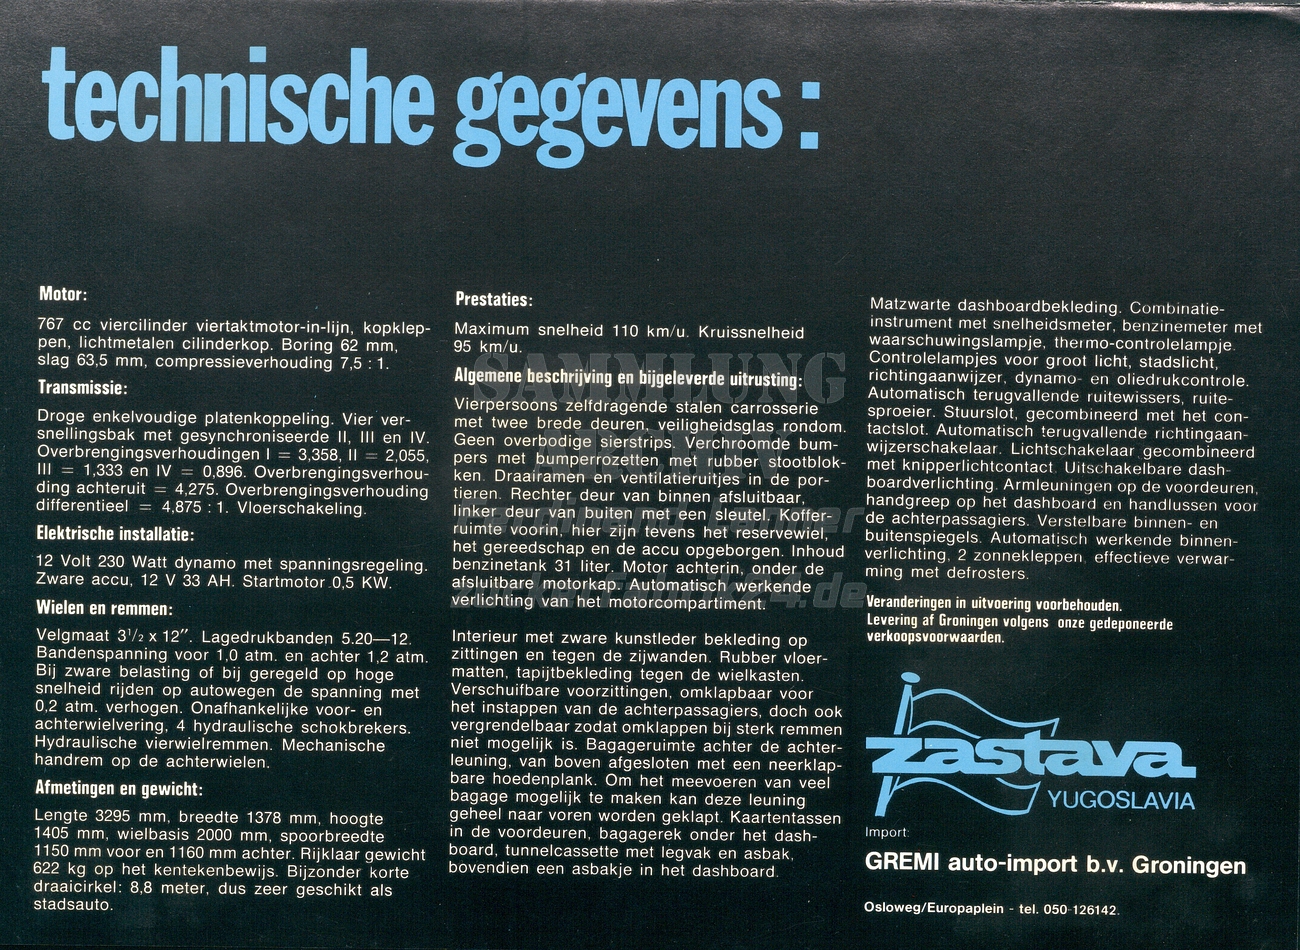 technische gegevens:
Motor:
767 cc viercilinder viertaktmotor-in-lijn, kopklep-
pen, lichtmetalen cilinderkop. Boring 62 mm,
slag 63,5 mm, compressieverhouding 7,5 : 1.
Transmissie:
Droge enkelvoudige platenkoppeling. Vier ver-
snellingsbak met gesynchroniseerde II, III en IV.
Overbrengingsverhoudingen I = 3,358, II = 2,055,
III = 1,333 en IV = 0,896. Overbrengingsverhou-
ding achteruit = 4,275. Overbrengingsverhouding
differentieel = 4,875 : 1. Vloerschakeling.
Elektrische installatie:
12 Volt 230 Watt dynamo met spanningsregeling.
Zware accu, 12 V 33 AH. Startmotor 0,5 KW.
Wielen en remmen:
Velgmaat 3½ x 12″. Lagedrukbanden 5.20—12.
Bandenspanning voor 1,0 atm. en achter 1,2 atm.
Bij zware belasting of bij geregeld op hoge
snelheid rijden op autowegen de spanning met
0,2 atm. verhogen. Onafhankelijke voor- en
achterwielvering, 4 hydraulische schokbrekers.
Hydraulische vierwielremmen. Mechanische
handrem op de achterwielen.
Afmetingen en gewicht:
Lengte 3295 mm, breedte 1378 mm, hoogte
1405 mm, wielbasis 2000 mm, spoorbreedte
1150 mm voor en 1160 mm achter. Rijklaar gewicht
622 kg op het kentekenbewijs. Bijzonder korte
draaicirkel: 8,8 meter, dus zeer geschikt als
stadsauto.
Prestaties:
Maximum snelheid 110 km/u. Kruissnelheid
95 km/u.
Algemene beschrijving en bijgeleverde uitrusting:
Vierpersoons zelfdragende stalen carrosserie
met twee brede deuren, veiligheidsglas rondom.
Geen overbodige sierstrips. Verchroomde bum-
pers met bumperozetten met rubber stootblok-
ken. Draairamen en ventilatieruitjes in de por-
tieren. Rechter deur van binnen afsluitbaar,
linker deur van buiten met een sleutel. Koffer-
ruimte voorin, hier zijn tevens het reservewiel,
het gereedschap en de accu opgeborgen. Inhoud
benzinetank 31 liter. Motor achterin, onder de
afsluitbare motorkap. Automatisch werkende
verlichting van het motorcompartiment.
Interieur met zware kunstleder bekleding op
zittingen en tegen de zijwanden. Rubber vloer-
matten, tapijtbekleding tegen de wielkasten.
Verschuifbare voorzittingen, omklapbaar voor
het instappen van de achterpassagiers, doch ook
vergrendelbaar zodat omklappen bij sterk remmen
niet mogelijk is. Bagageruimte achter de achter-
leuning, van boven afgesloten met een neerklap-
bare hoedenplank. Om het meevoeren van veel
bagage mogelijk te maken kan deze leuning
geheel naar voren worden geklapt. Kaartentassen
in de voordeuren, bagagerek onder het dash-
board, tunnelcassette met legvak en asbak,
bovendien een asbakje in het dashboard.
Matzwarte dashboardbekleding. Combinatie-
instrument met snelheidsmeter, benzinemeter met
waarschuwingslampje, thermo-controlelampje.
Controlelampjes voor groot licht, stadslicht,
richtingaanwijzer, dynamo- en oliedrukcontrole.
Automatisch terugvallende ruitewissers, ruite-
sproeier. Stuurslot, gecombineerd met het con-
tactslot. Automatisch terugvallende richtingaan-
wijzerschakelaar. Lichtschakelaar gecombineerd
met knipperlichtcontact. Uitschakelbare dash-
boardverlichting. Armleuningen op de voordeuren,
handgreep op het dashboard en handlussen voor
de achterpassagiers. Verstelbare binnen- en
buitenspiegels. Automatisch werkende binnen-
verlichting, 2 zonnekleppen, effectieve verwar-
ming met defrosters.
Veranderingen in uitvoering voorbehouden.
Levering af Groningen volgens onze gedeponeerde
verkoopsvoorwaarden.
zastava
YUGOSLAVIA
Import:
GREMI auto-import b.v. Groningen
Osloweg/Europaplein - tel. 050-126142.
SAMMLUNG
ARCHIV
Ferdinand Lanner
zuckerfabrik24.de